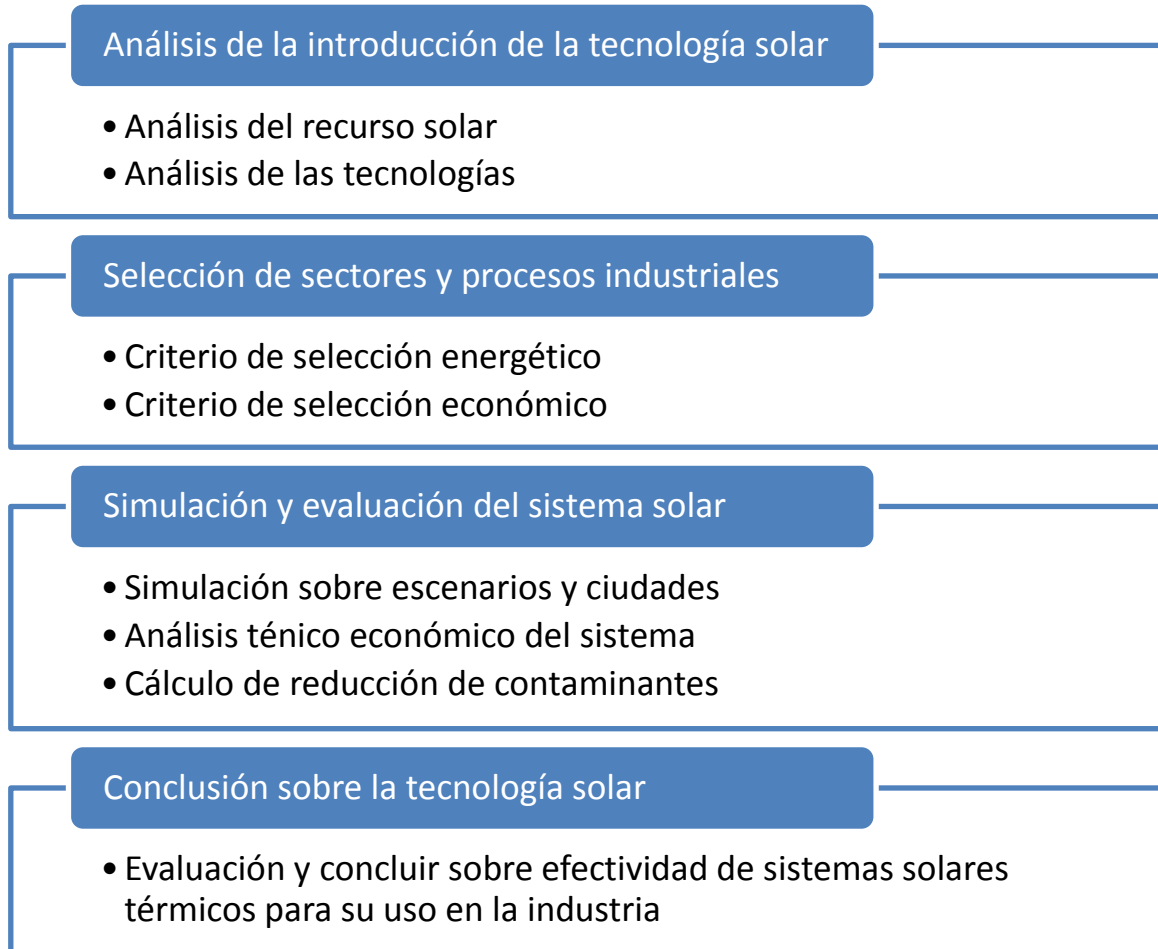 Análisis de la introducción de la tecnología solar
• Análisis del recurso solar
• Análisis de las tecnologías
Selección de sectores y procesos industriales
• Criterio de selección energético
• Criterio de selección económico
Simulación y evaluación del sistema solar
• Simulación sobre escenarios y ciudades
• Análisis ténico económico del sistema
• Cálculo de reducción de contaminantes
Conclusión sobre la tecnología solar
• Evaluación y concluir sobre efectividad de sistemas solares
térmicos para su uso en la industria